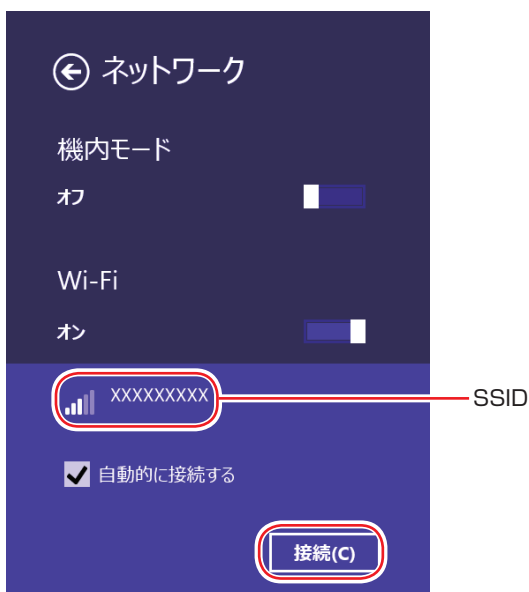 ネットワーク
機内モード
オフ
Wi-Fi
オン
XXXXXXXXX
SSID
自動的に接続する
接続(C)